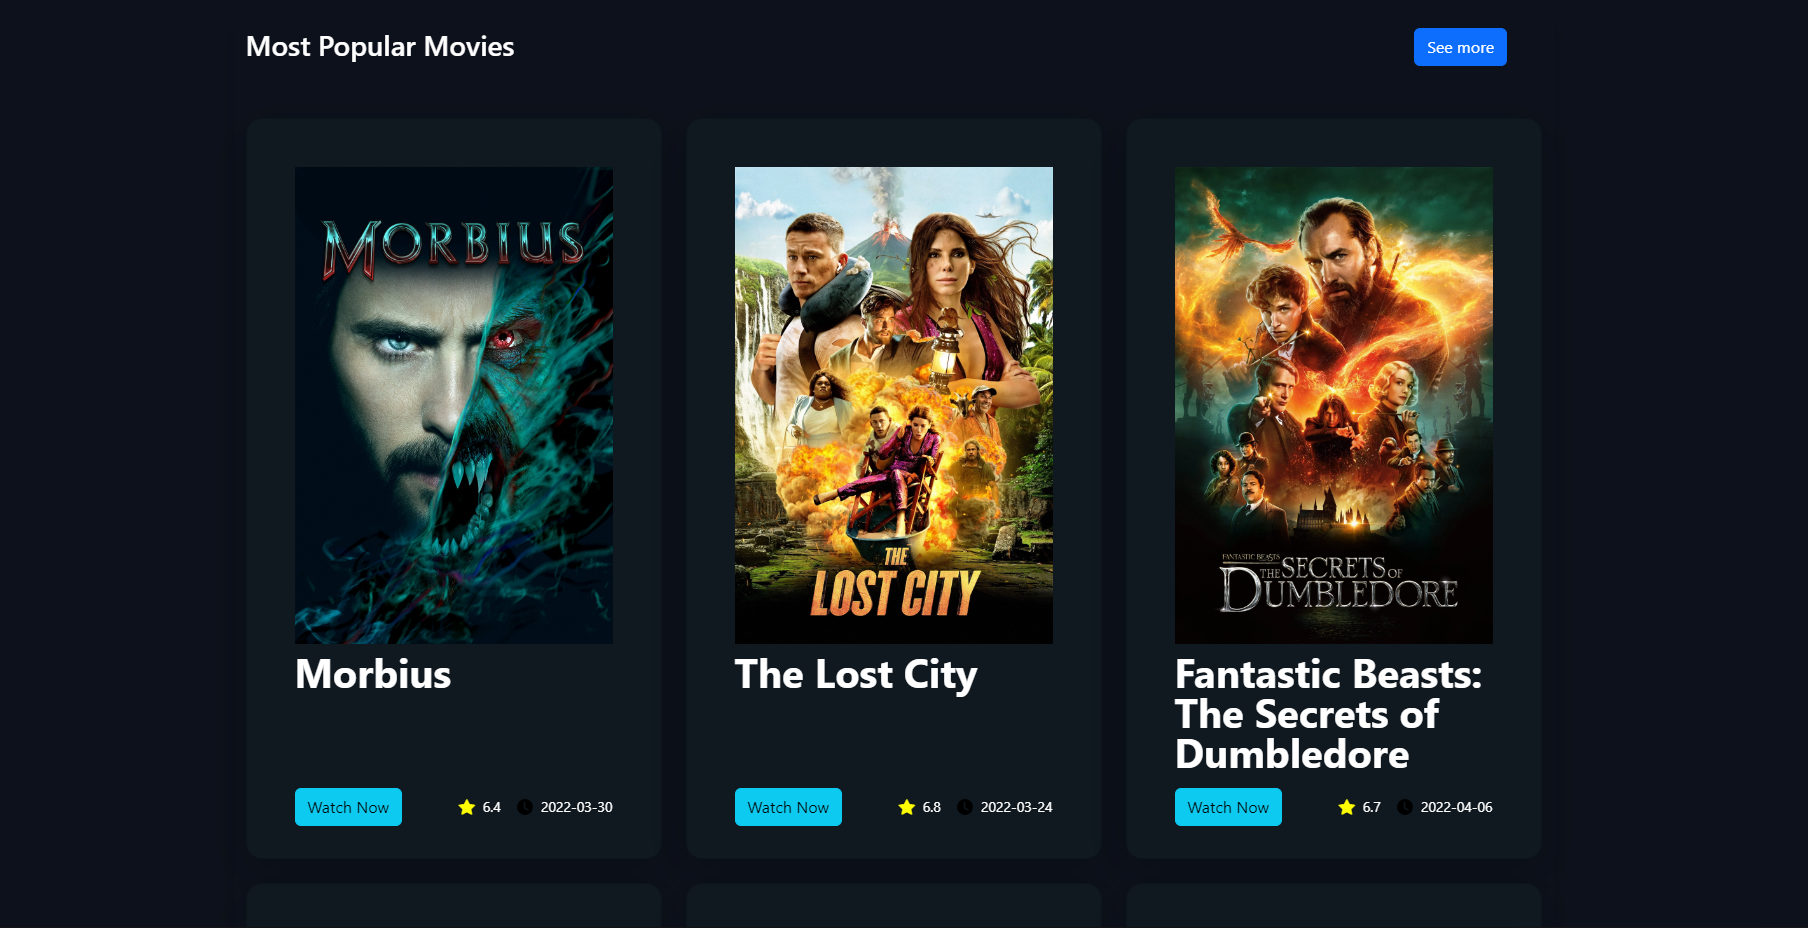 Most Popular Movies
See more
MORBIUS
THE
LOST CITY
FANTASTIC BEASTS
THE SECRETS OF
DUMBLEDORE
Morbius
The Lost City
Fantastic Beasts:
The Secrets of
Dumbledore
Watch Now
6.4
2022-03-30
Watch Now
6.8
2022-03-24
Watch Now
6.7
2022-04-06